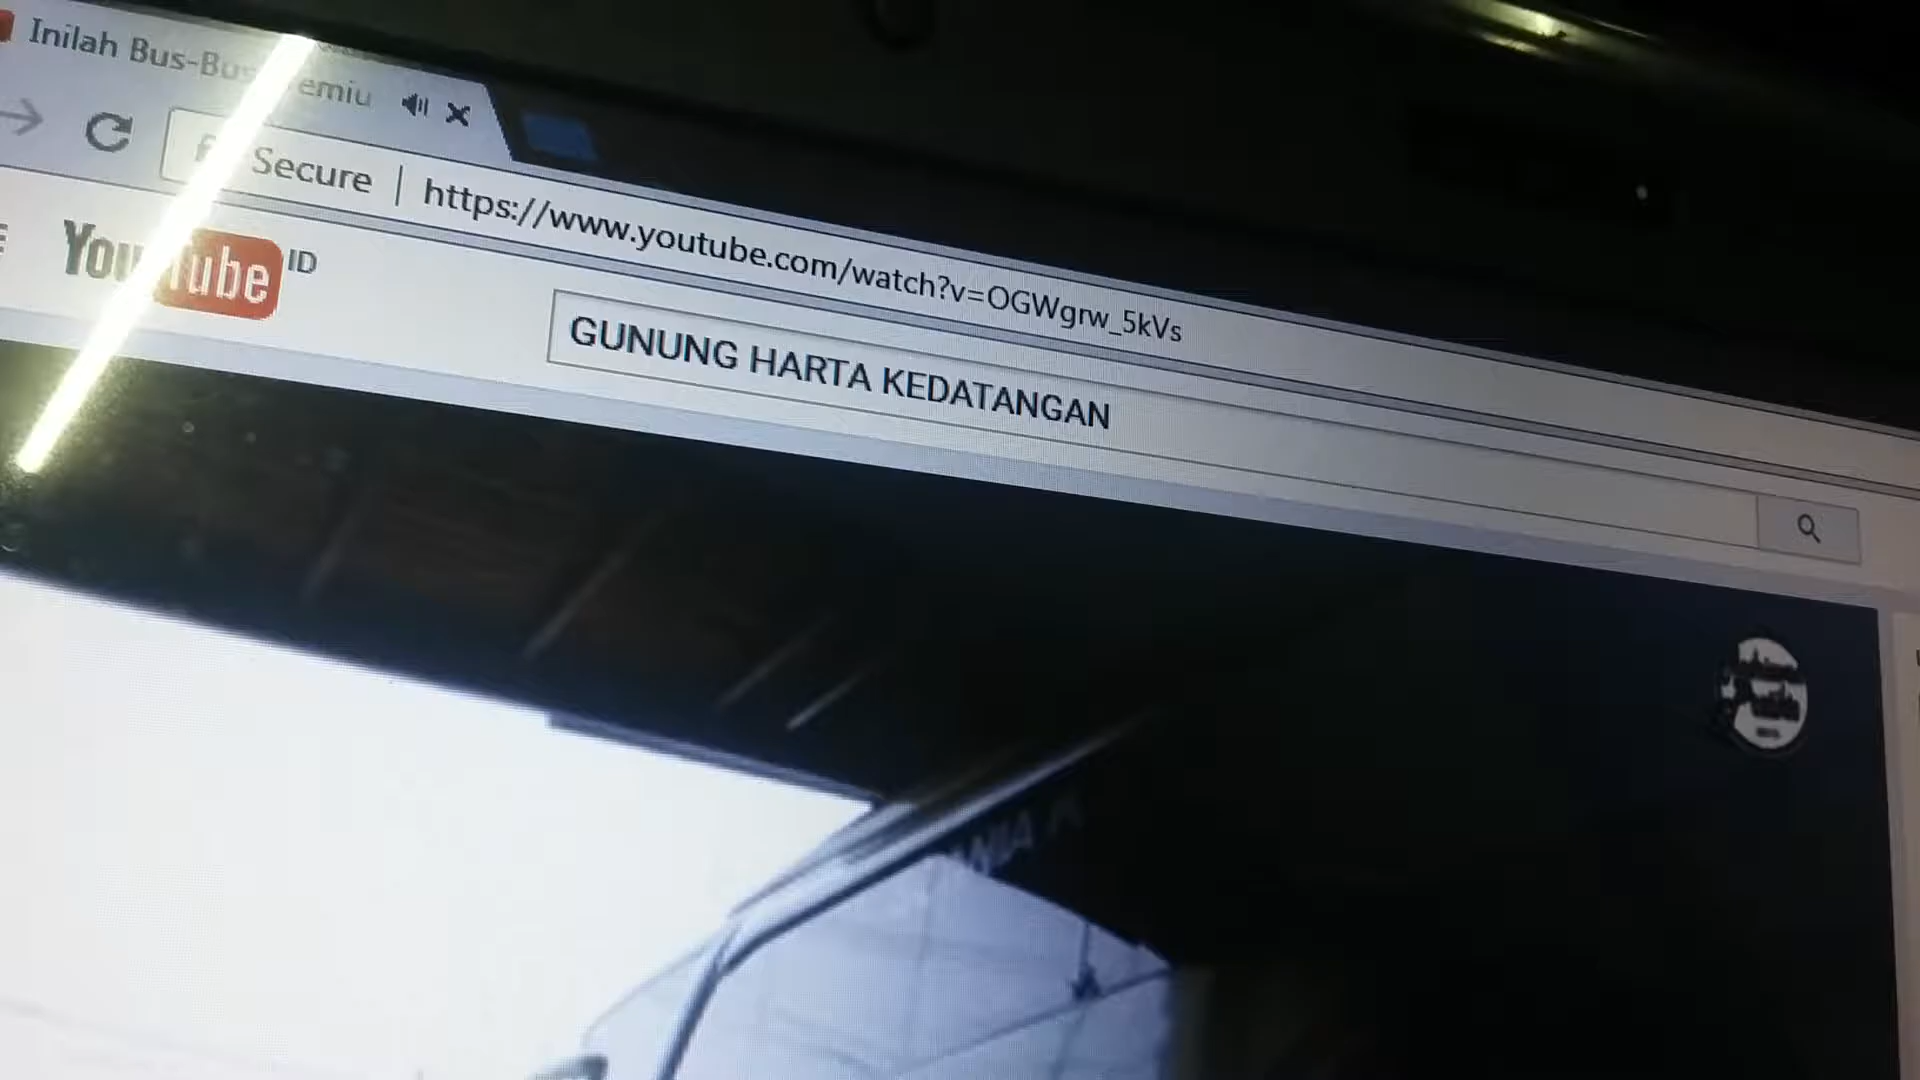 Inilah Bus-Bus emiu
Secure | https://www.youtube.com/watch?v=OGWgrw_5kVs
YouTube ID
GUNUNG HARTA KEDATANGAN